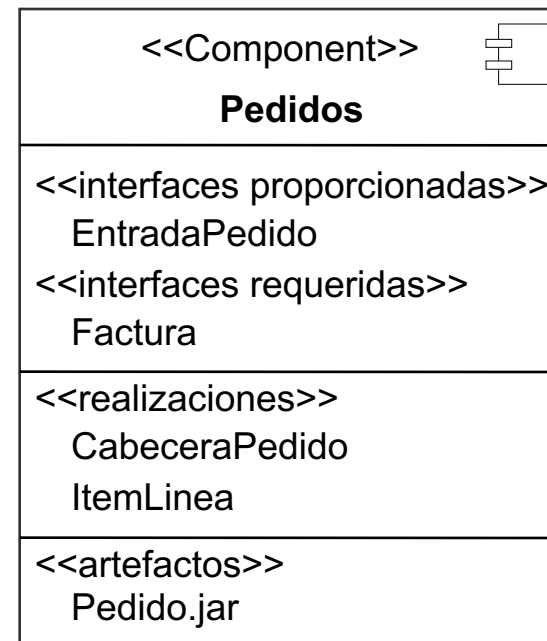 <<Component>>
Pedidos
<<interfaces proporcionadas>>
EntradaPedido
<<interfaces requeridas>>
Factura
<<realizaciones>>
CabeceraPedido
ItemLinea
<<artefactos>>
Pedido.jar